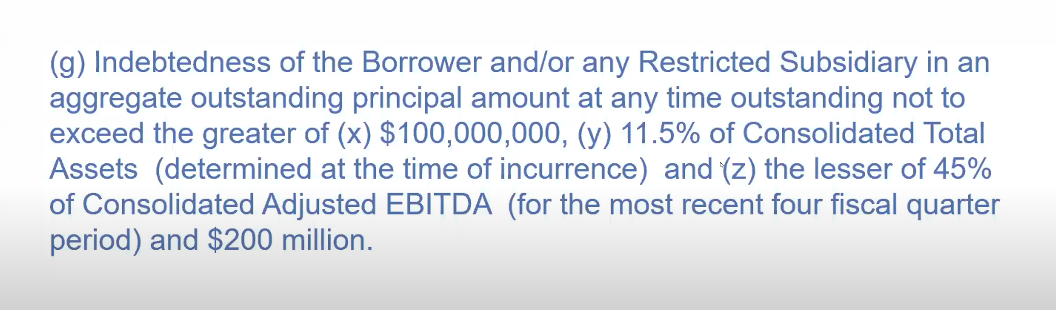 (g) Indebtedness of the Borrower and/or any Restricted Subsidiary in an
aggregate outstanding principal amount at any time outstanding not to
exceed the greater of (x) $100,000,000, (y) 11.5% of Consolidated Total
Assets  (determined at the time of incurrence)  and (z) the lesser of 45%
of Consolidated Adjusted EBITDA  (for the most recent four fiscal quarter
period) and $200 million.